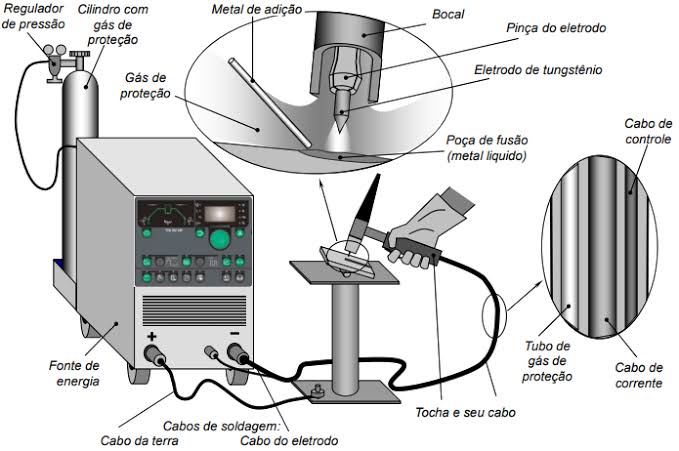 Regulador
de pressão
Cilindro com
gás de
proteção
Metal de adição
Bocal
Pinça do eletrodo
Eletrodo de tungstênio
Gás de
proteção
Poça de fusão
(metal liquido)
Cabo de
controle
+
−
Fonte de
energia
Tubo de
gás de
proteção
Cabo de
corrente
Tocha e seu cabo
Cabos de soldagem:
Cabo da terra
Cabo do eletrodo